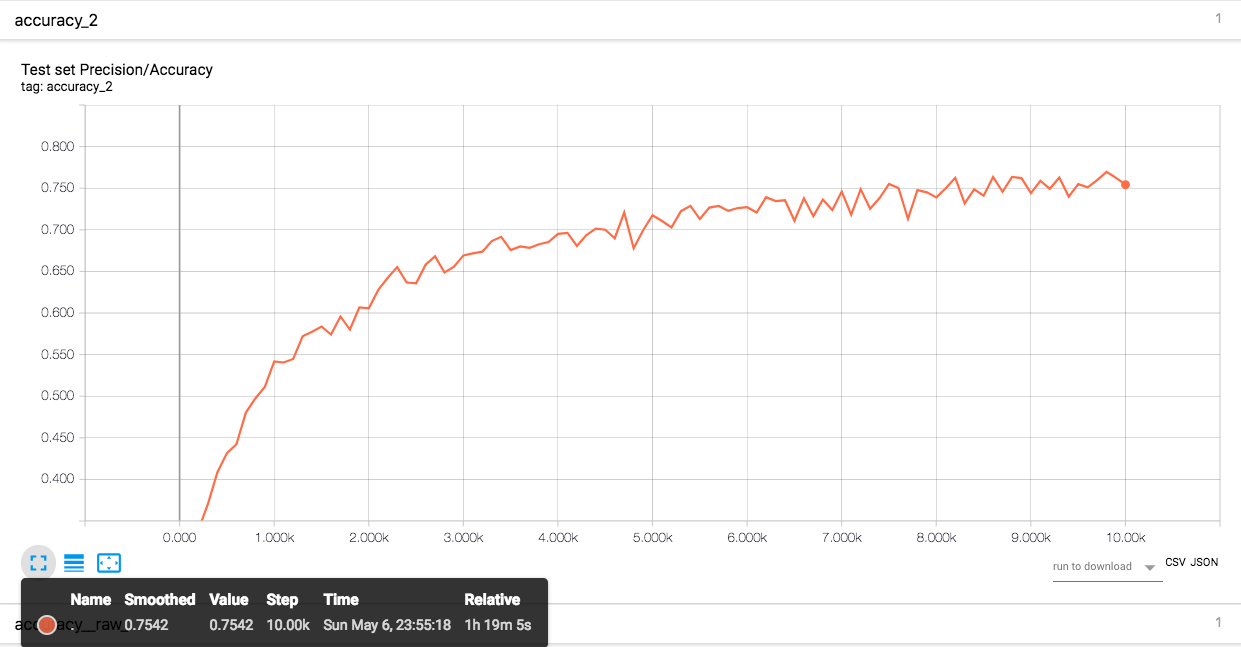 accuracy_2 1
Test set Precision/Accuracy
tag: accuracy_2
0.800
0.750
0.700
0.650
0.600
0.550
0.500
0.450
0.400
0.000 1.000k 2.000k 3.000k 4.000k 5.000k 6.000k 7.000k 8.000k 9.000k 10.00k
run to download CSV JSON
Name Smoothed Value Step Time Relative
. 0.7542 0.7542 10.00k Sun May 6, 23:55:18 1h 19m 5s
1